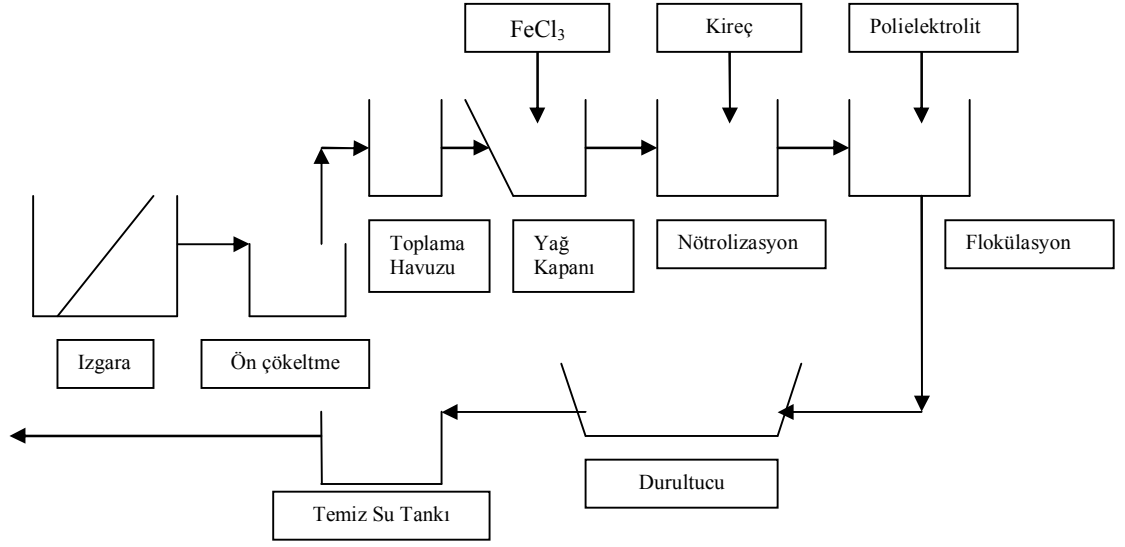 FeCl₃
Kireç
Polielektrolit
Toplama
Havuzu
Yağ
Kapanı
Nötrolizasyon
Flokülasyon
Izgara
Ön çökeltme
Durultucu
Temiz Su Tankı